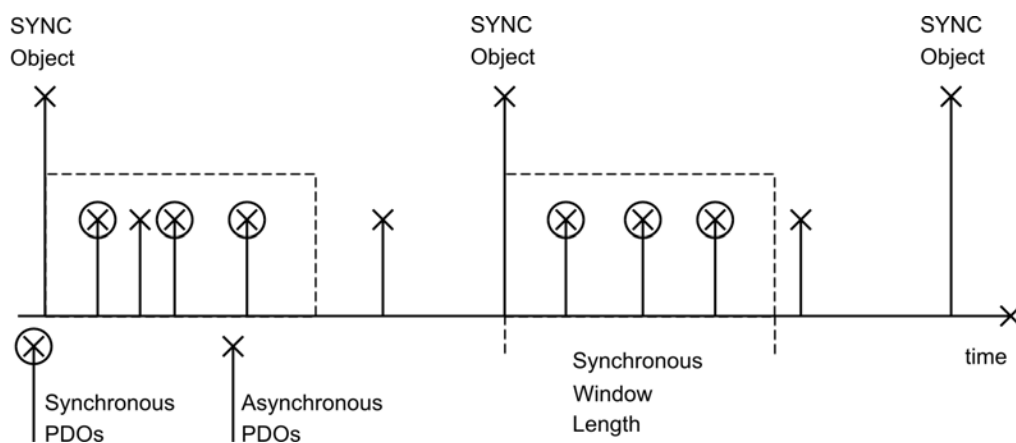 SYNC
Object
SYNC
Object
SYNC
Object
time
Synchronous
Window
Length
Synchronous
PDOs
Asynchronous
PDOs